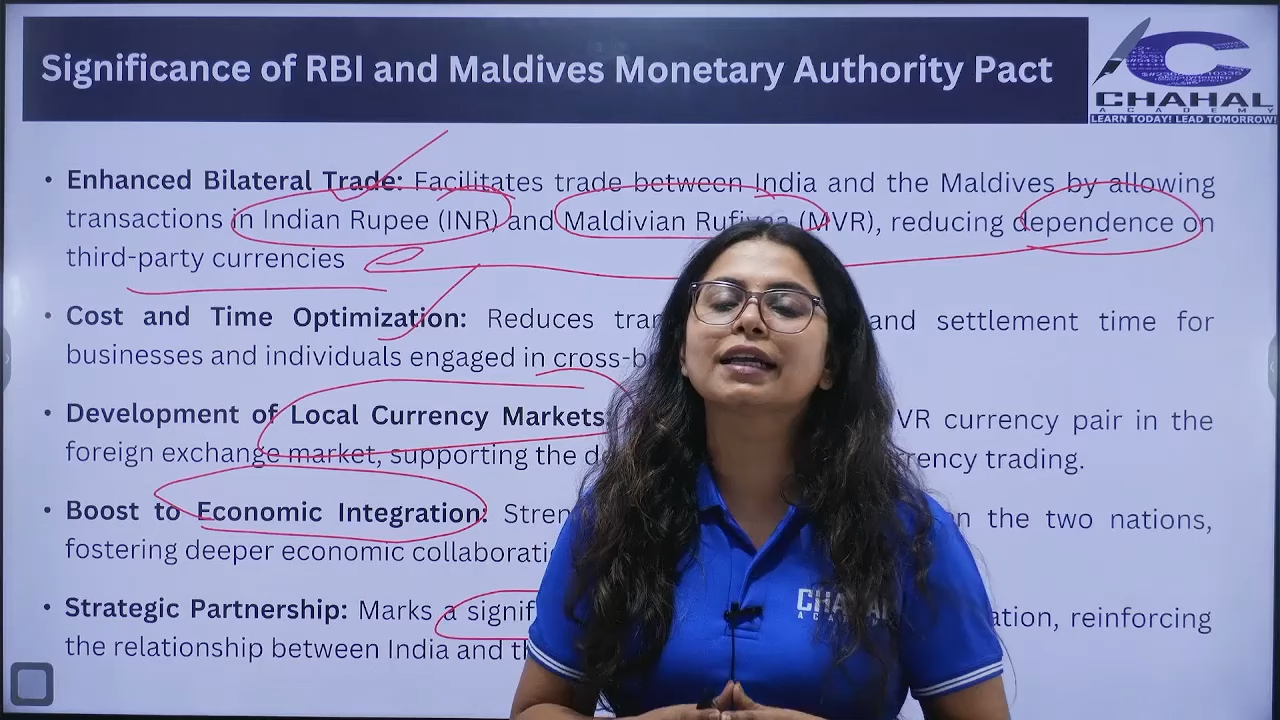 Significance of RBI and Maldives Monetary Authority Pact
CHAHAL
ACADEMY
LEARN TODAY! LEAD TOMORROW!
• Enhanced Bilateral Trade: Facilitates trade between India and the Maldives by allowing
transactions in Indian Rupee (INR) and Maldivian Rufiyaa (MVR), reducing dependence on
third-party currencies
• Cost and Time Optimization: Reduces and settlement time for
businesses and individuals engaged in
• Development of Local Currency Markets: currency pair in the
foreign exchange market, supporting the trading.
• Boost to Economic Integration: the two nations,
fostering deeper economic
• Strategic Partnership: Marks a reinforcing
the relationship between India and